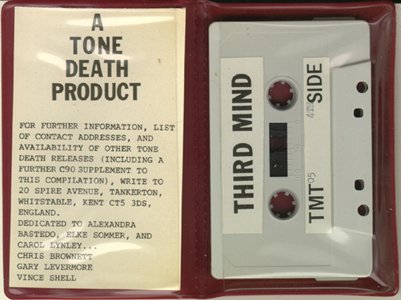 A
TONE
DEATH
PRODUCT
FOR FURTHER INFORMATION, LIST
OF CONTACT ADDRESSES, AND
AVAILABILITY OF OTHER TONE
DEATH RELEASES (INCLUDING A
FURTHER C90 SUPPLEMENT TO
THIS COMPILATION), WRITE TO
20 SPIRE AVENUE, TANKERTON,
WHITSTABLE, KENT CT5 3DS,
ENGLAND.
DEDICATED TO ALEXANDRA
BASTEDO, ELKE SOMMER, AND
CAROL LYNLEY...
CHRIS BROWNETT
GARY LEVERMORE
VINCE SHELL
THIRD MIND
TMT 05
SIDE